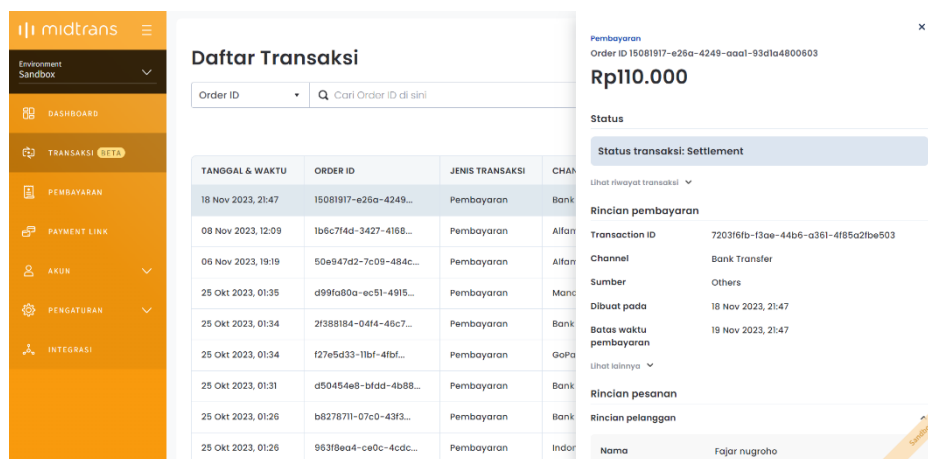 midtrans
Environment
Sandbox
DASHBOARD
TRANSAKSI BETA
PEMBAYARAN
PAYMENT LINK
AKUN
PENGATURAN
INTEGRASI
Daftar Transaksi
Order ID Cari Order ID di sini
TANGGAL & WAKTU ORDER ID JENIS TRANSAKSI CHAN
18 Nov 2023, 21:47 15081917-e26a-4249... Pembayaran Bank
08 Nov 2023, 12:09 1b6c7f4d-3427-4168... Pembayaran Alfam
06 Nov 2023, 19:19 50e947d2-7c09-484c... Pembayaran Alfam
25 Okt 2023, 01:35 d99fa80a-ec51-4915... Pembayaran Mand
25 Okt 2023, 01:34 2f388184-04f4-46c7... Pembayaran Bank
25 Okt 2023, 01:34 f27e5d33-11bf-4fbf... Pembayaran GoPa
25 Okt 2023, 01:31 d50454e8-bfdd-4b88... Pembayaran Bank
25 Okt 2023, 01:26 b8278711-07c0-43f3... Pembayaran Bank
25 Okt 2023, 01:26 963f8ea4-ce0c-4cdc... Pembayaran Indon
Pembayaran
Order ID 15081917-e26a-4249-aaa1-93d1a4800603
Rp110.000
Status
Status transaksi: Settlement
Lihat riwayat transaksi
Rincian pembayaran
Transaction ID 7203f6fb-f3ae-44b6-a361-4f85a2fbe503
Channel Bank Transfer
Sumber Others
Dibuat pada 18 Nov 2023, 21:47
Batas waktu pembayaran 19 Nov 2023, 21:47
Lihat lainnya
Rincian pesanan
Rincian pelanggan
Nama Fajar nugroho
Sandbox